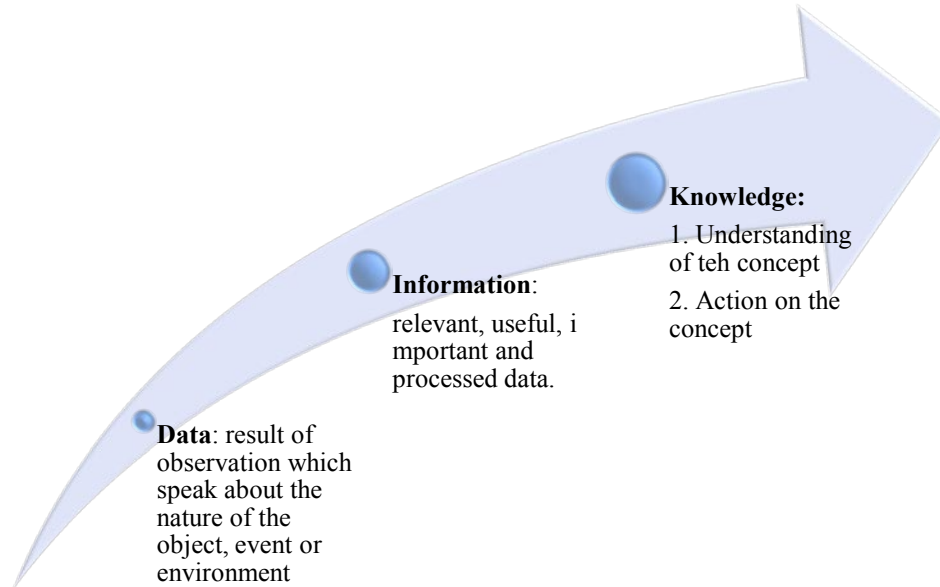 Knowledge:
1. Understanding
of teh concept
2. Action on the
concept
Information:
relevant, useful, i
mportant and
processed data.
Data: result of
observation which
speak about the
nature of the
object, event or
environment